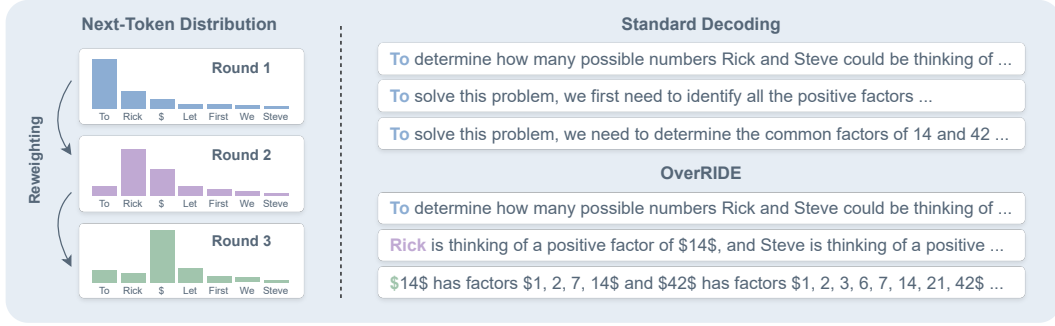 Next-Token Distribution
Reweighting
Round 1
To Rick $ Let First We Steve
Round 2
To Rick $ Let First We Steve
Round 3
To Rick $ Let First We Steve
Standard Decoding
To determine how many possible numbers Rick and Steve could be thinking of ...
To solve this problem, we first need to identify all the positive factors ...
To solve this problem, we need to determine the common factors of 14 and 42 ...
OverRIDE
To determine how many possible numbers Rick and Steve could be thinking of ...
Rick is thinking of a positive factor of $14$, and Steve is thinking of a positive ...
$14$ has factors $1, 2, 7, 14$ and $42$ has factors $1, 2, 3, 6, 7, 14, 21, 42$ ...